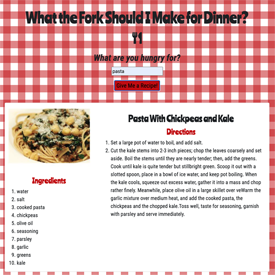 What the Fork Should I Make for Dinner?
What are you hungry for?
pasta
Give Me a Recipe!
Pasta With Chickpeas and Kale
Directions
1. Set a large pot of water to boil, and add salt.
2. Cut the kale stems into 2-3 inch pieces; chop the leaves coarsely and set
aside. Boil the stems until they are nearly tender; then, add the greens.
Cook until kale is quite tender but stillbright green. Scoop it out with a
slotted spoon, place in a bowl of ice water, and keep pot boiling. When
the kale cools, squeeze out excess water, gather it into a mass and chop
rather finely. Meanwhile, place olive oil in a large skillet over veWarm the
garlic mixture over medium heat, and add the cooked pasta, the
chickpeas and the chopped kale.Toss well, taste for seasoning, garnish
with parsley and serve immediately.
Ingredients
1. water
2. salt
3. cooked pasta
4. chickpeas
5. olive oil
6. seasoning
7. parsley
8. garlic
9. greens
10. kale